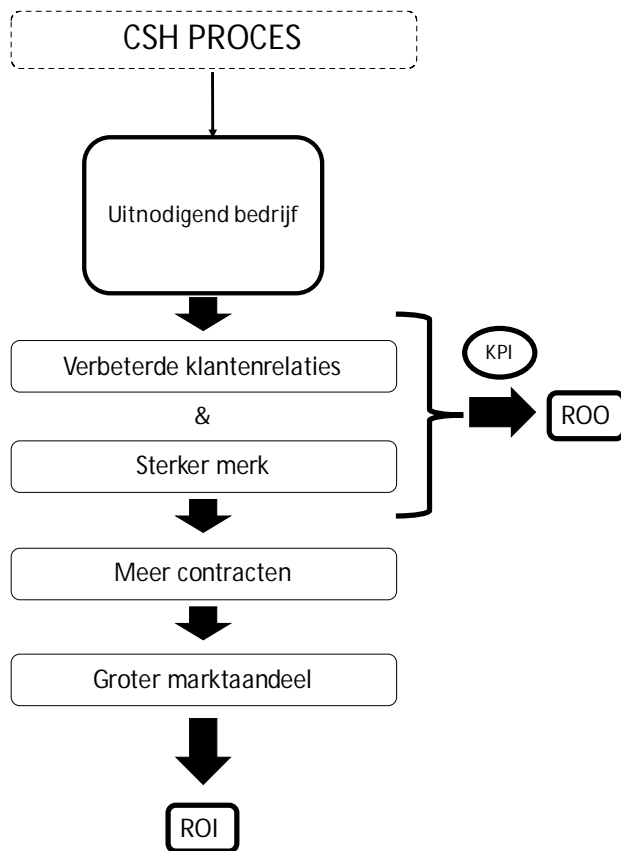 CSH PROCES
Uitnodigend bedrijf
Verbeterde klantenrelaties
&
Sterker merk
KPI
ROO
Meer contracten
Groter marktaandeel
ROI